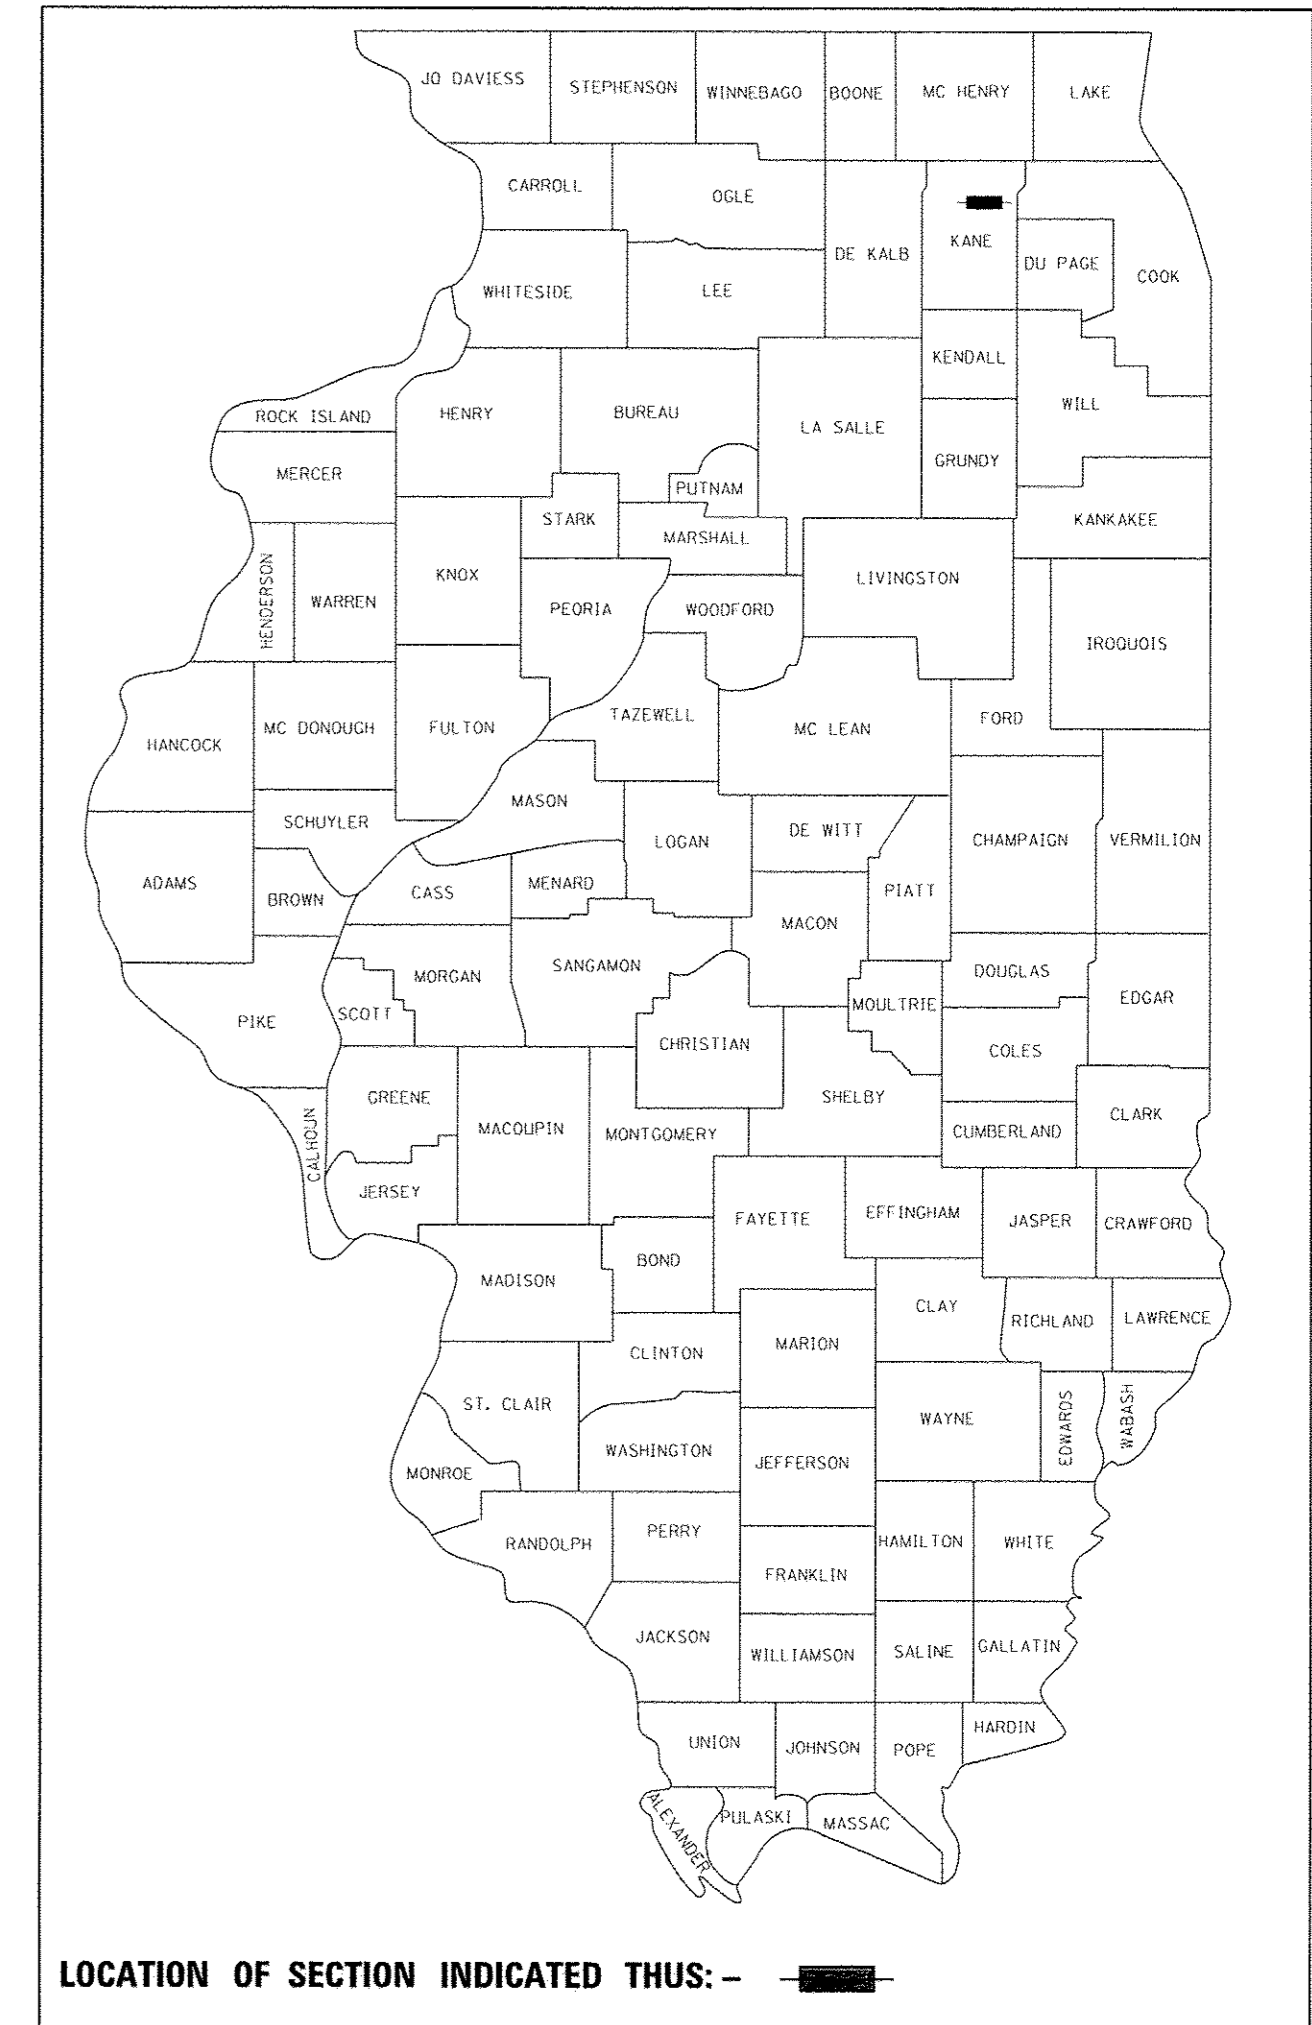 JO DAVIESS
STEPHENSON
WINNEBAGO
BOONE
MC HENRY
LAKE
CARROLL
OGLE
DE KALB
KANE
DU PAGE
COOK
WHITESIDE
LEE
KENDALL
ROCK ISLAND
HENRY
BUREAU
LA SALLE
WILL
MERCER
PUTNAM
GRUNDY
STARK
MARSHALL
KANKAKEE
HENDERSON
WARREN
KNOX
PEORIA
WOODFORD
LIVINGSTON
IROQUOIS
HANCOCK
MC DONOUGH
FULTON
TAZEWELL
MC LEAN
FORD
MASON
SCHUYLER
LOGAN
DE WITT
CHAMPAIGN
VERMILION
ADAMS
BROWN
CASS
MENARD
PIATT
MACON
MORGAN
SANGAMON
DOUGLAS
EDGAR
PIKE
SCOTT
MOULTRIE
CHRISTIAN
COLES
GREENE
SHELBY
CLARK
CALHOUN
MACOUPIN
MONTGOMERY
CUMBERLAND
JERSEY
FAYETTE
EFFINGHAM
JASPER
CRAWFORD
MADISON
BOND
CLAY
RICHLAND
LAWRENCE
CLINTON
MARION
ST. CLAIR
WAYNE
EDWARDS
WABASH
WASHINGTON
JEFFERSON
MONROE
RANDOLPH
PERRY
HAMILTON
WHITE
FRANKLIN
JACKSON
WILLIAMSON
SALINE
GALLATIN
UNION
JOHNSON
POPE
HARDIN
ALEXANDER
PULASKI
MASSAC
LOCATION OF SECTION INDICATED THUS: –